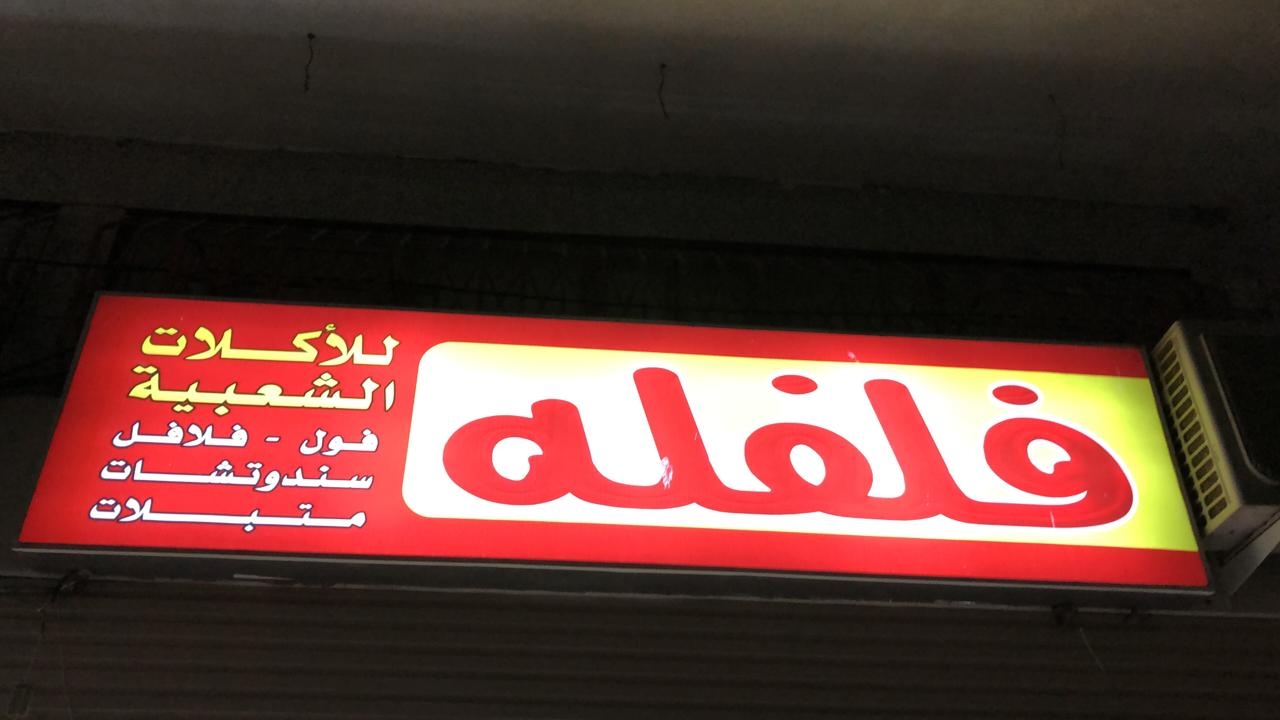 فلفله
للأكلات
الشعبية
فول - فلافل
سندوتشات
متبلات